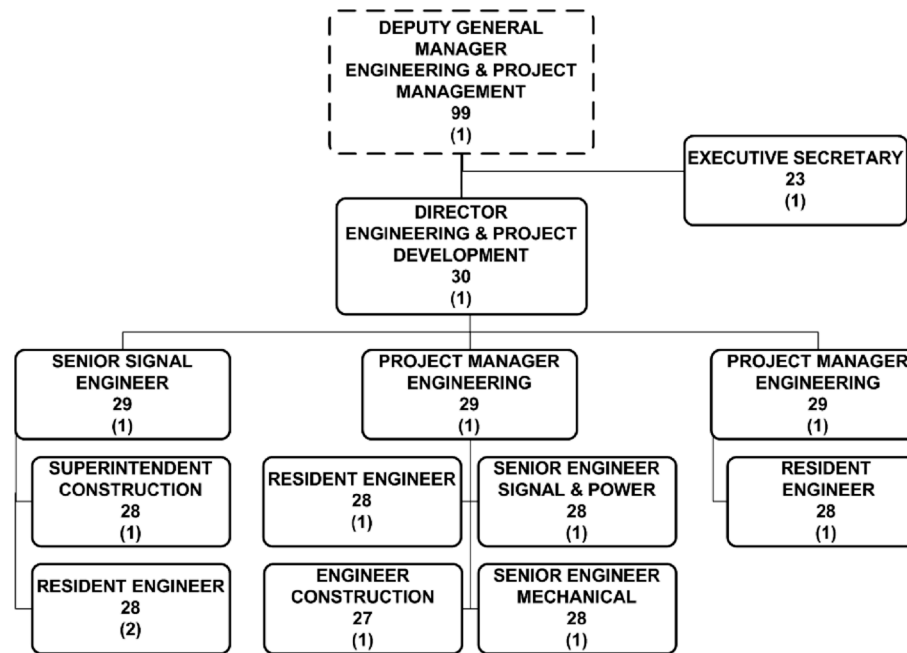 DEPUTY GENERAL
MANAGER
ENGINEERING & PROJECT
MANAGEMENT
99
(1)
EXECUTIVE SECRETARY
23
(1)
DIRECTOR
ENGINEERING & PROJECT
DEVELOPMENT
30
(1)
SENIOR SIGNAL
ENGINEER
29
(1)
PROJECT MANAGER
ENGINEERING
29
(1)
PROJECT MANAGER
ENGINEERING
29
(1)
SUPERINTENDENT
CONSTRUCTION
28
(1)
RESIDENT ENGINEER
28
(1)
SENIOR ENGINEER
SIGNAL & POWER
28
(1)
RESIDENT
ENGINEER
28
(1)
RESIDENT ENGINEER
28
(2)
ENGINEER
CONSTRUCTION
27
(1)
SENIOR ENGINEER
MECHANICAL
28
(1)